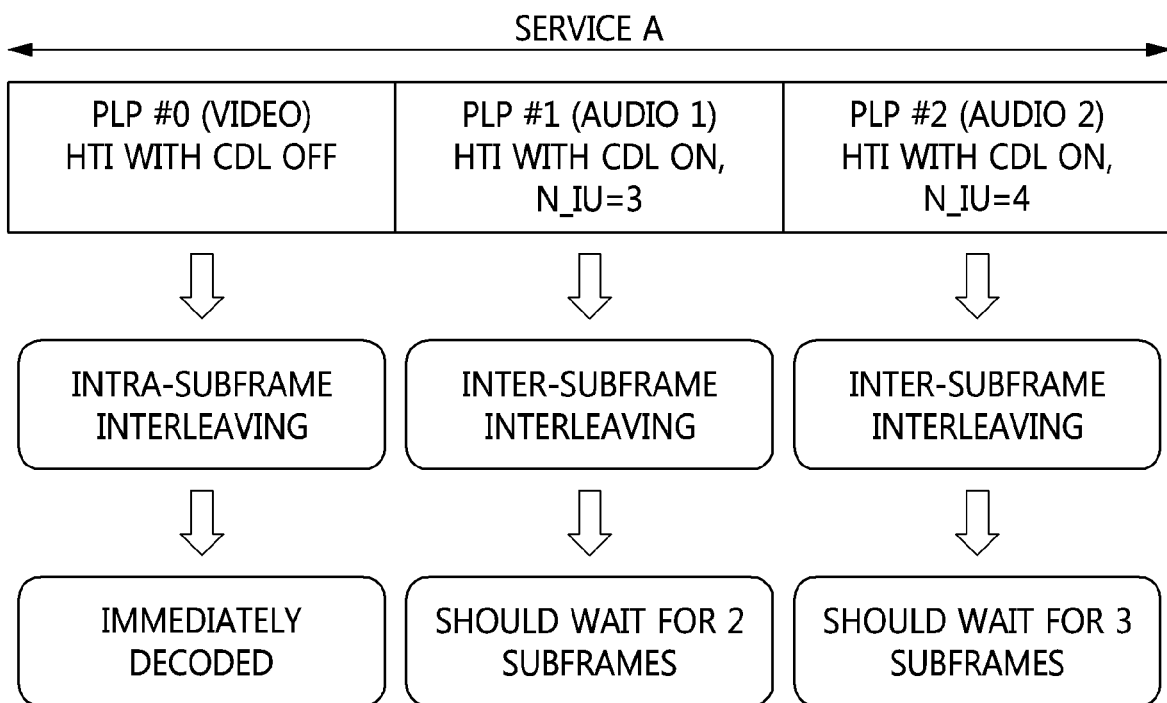 SERVICE A
PLP #0 (VIDEO)
HTI WITH CDL OFF
PLP #1 (AUDIO 1)
HTI WITH CDL ON,
N_IU=3
PLP #2 (AUDIO 2)
HTI WITH CDL ON,
N_IU=4
INTRA-SUBFRAME
INTERLEAVING
INTER-SUBFRAME
INTERLEAVING
INTER-SUBFRAME
INTERLEAVING
IMMEDIATELY
DECODED
SHOULD WAIT FOR 2
SUBFRAMES
SHOULD WAIT FOR 3
SUBFRAMES